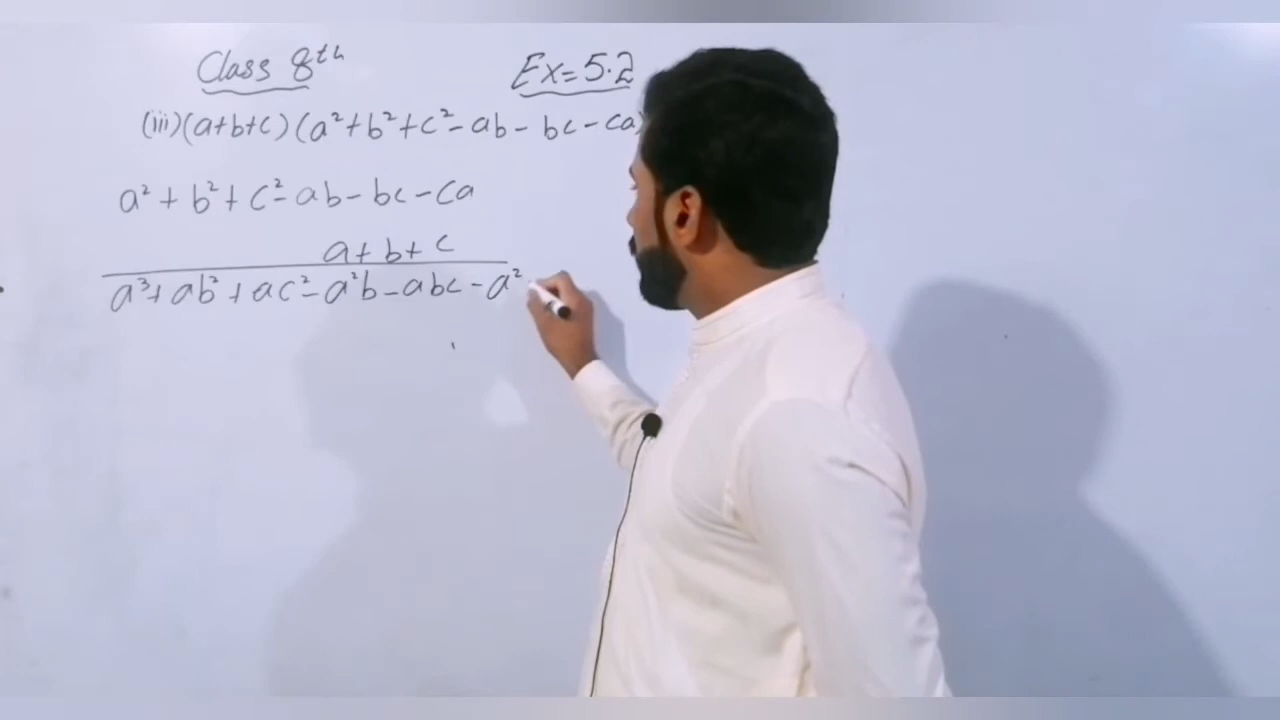 Class 8th
Ex=5.2
(iii)(a+b+c)(a²+b²+c²-ab-bc-ca)
a²+b²+c²-ab-bc-ca
a+b+c
a³+ab²+ac²-a²b-abc-a²